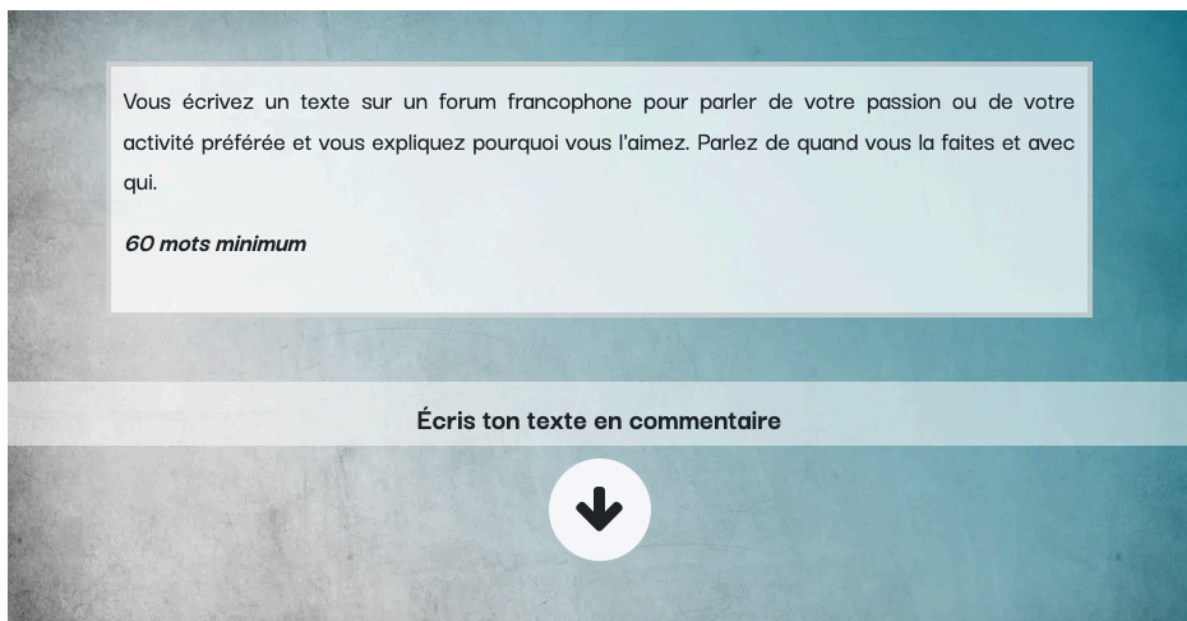 Vous écrivez un texte sur un forum francophone pour parler de votre passion ou de votre
activité préférée et vous expliquez pourquoi vous l'aimez. Parlez de quand vous la faites et avec
qui.
60 mots minimum
Écris ton texte en commentaire